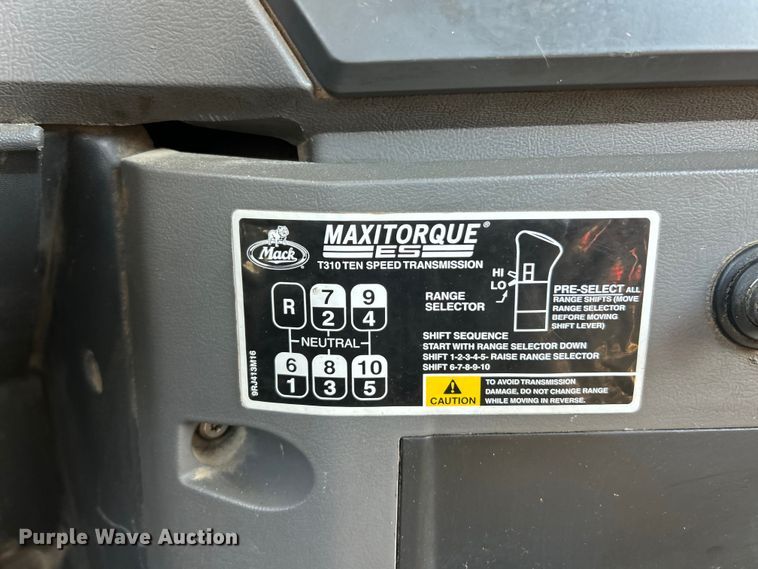 Mack
MAXITORQUE®
ES
T310 TEN SPEED TRANSMISSION
R
7 9
2 4
NEUTRAL
6 8 10
1 3 5
9RJ413M16
RANGE
SELECTOR
HI
LO
PRE-SELECT ALL
RANGE SHIFTS (MOVE
RANGE SELECTOR
BEFORE MOVING
SHIFT LEVER)
SHIFT SEQUENCE
START WITH RANGE SELECTOR DOWN
SHIFT 1-2-3-4-5- RAISE RANGE SELECTOR
SHIFT 6-7-8-9-10
CAUTION
TO AVOID TRANSMISSION
DAMAGE, DO NOT CHANGE RANGE
WHILE MOVING IN REVERSE.
Purple Wave Auction